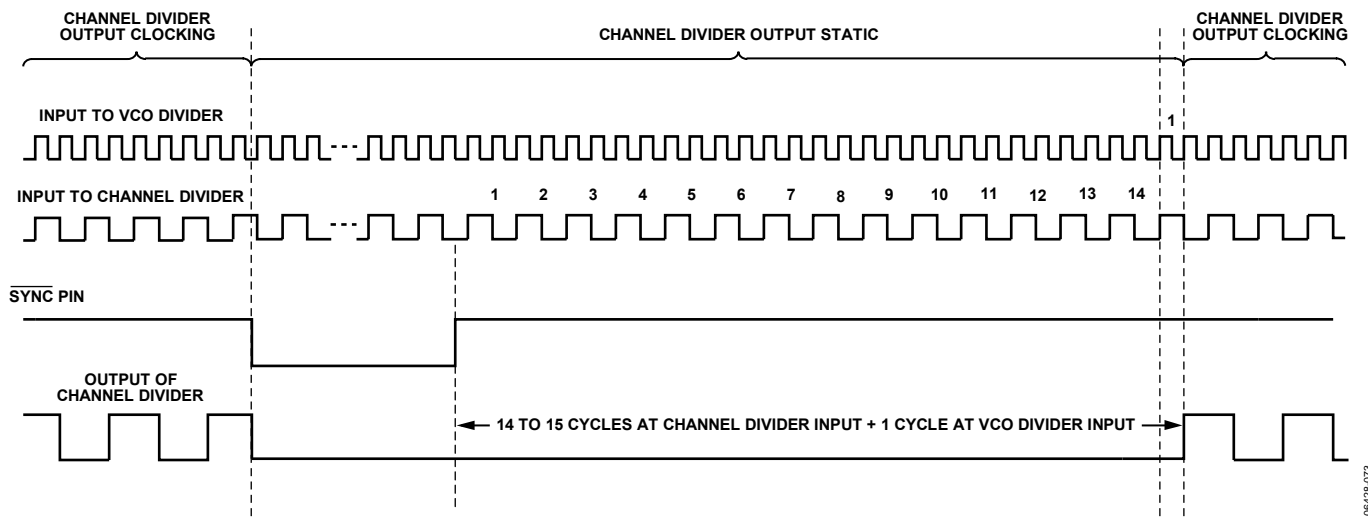 CHANNEL DIVIDER
OUTPUT CLOCKING
CHANNEL DIVIDER OUTPUT STATIC
CHANNEL DIVIDER
OUTPUT CLOCKING
INPUT TO VCO DIVIDER
1
INPUT TO CHANNEL DIVIDER
1 2 3 4 5 6 7 8 9 10 11 12 13 14
SYNC PIN
OUTPUT OF
CHANNEL DIVIDER
14 TO 15 CYCLES AT CHANNEL DIVIDER INPUT + 1 CYCLE AT VCO DIVIDER INPUT
06428-073